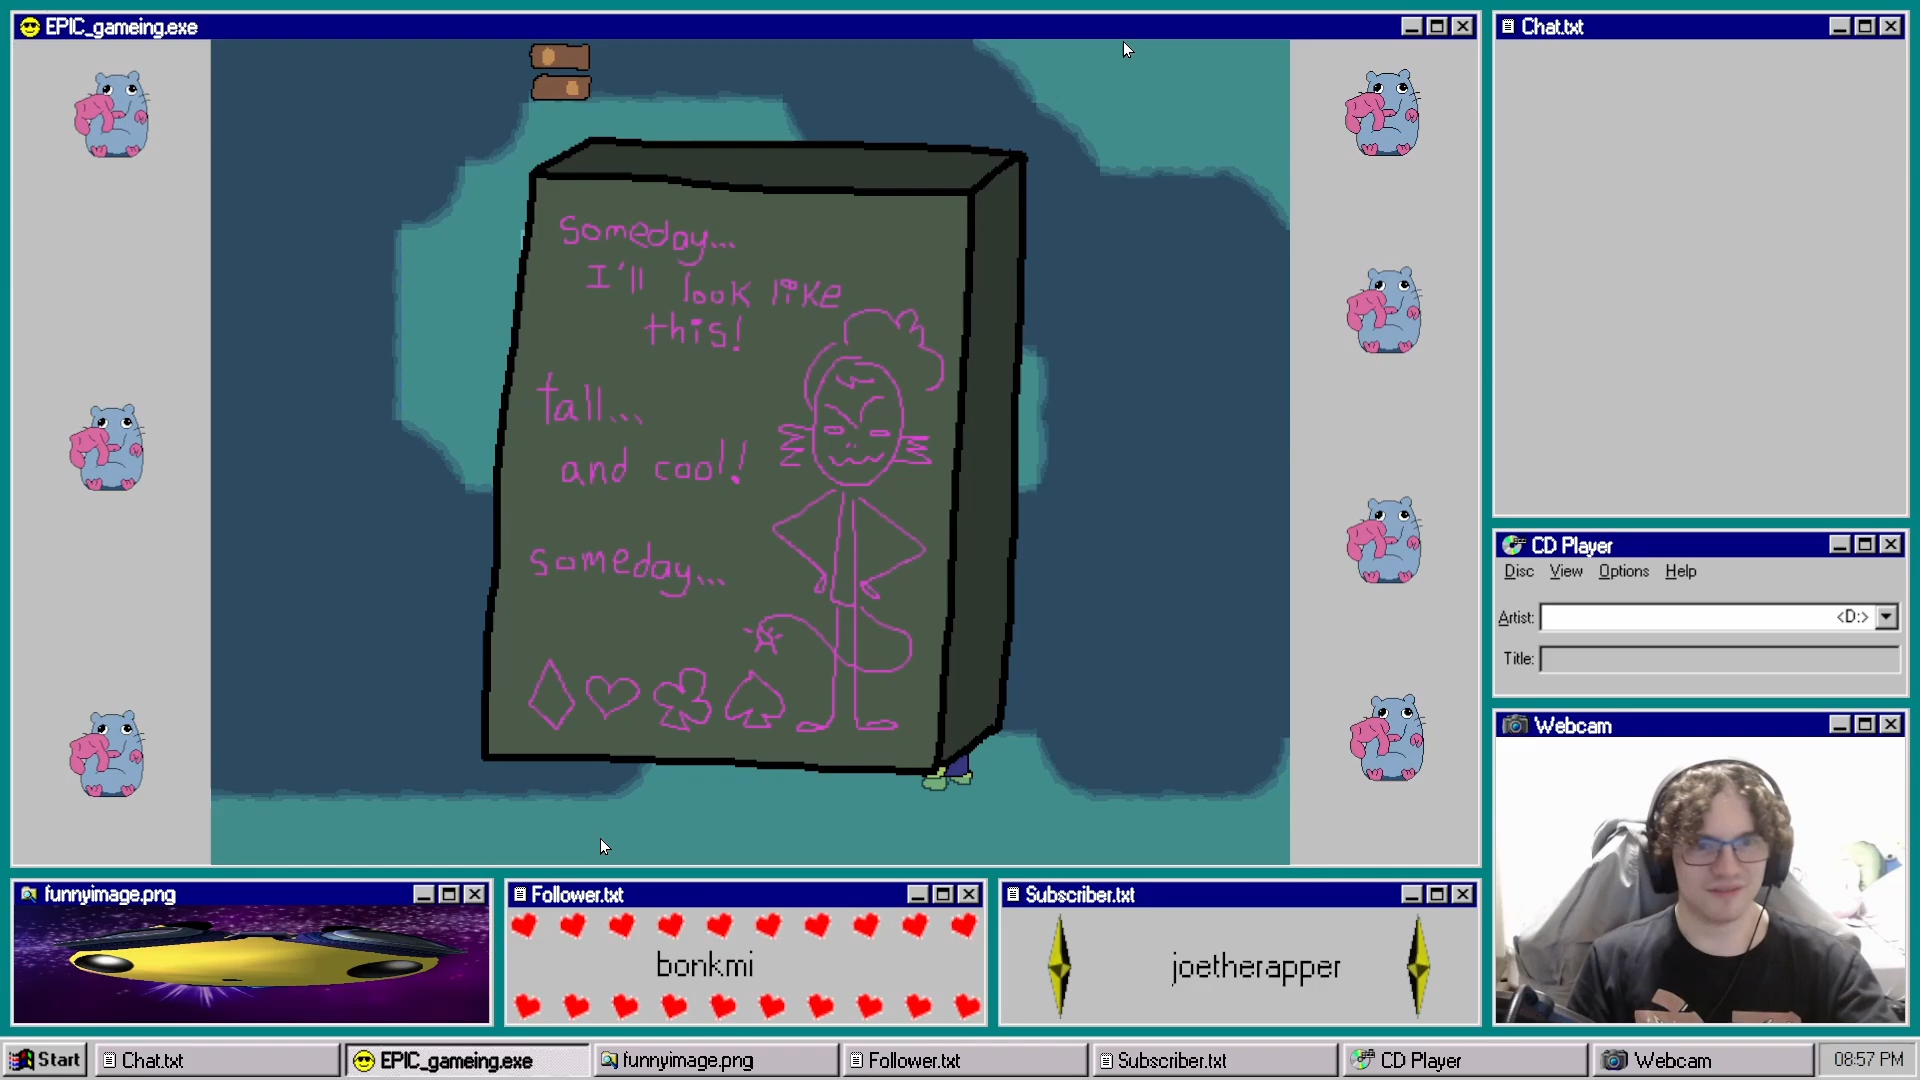 EPIC_gameing.exe
someday...
I'll look like
this!
tall...
and cool!
someday...
Chat.txt
CD Player
Disc View Options Help
Artist: <D:>
Title:
Webcam
funnyimage.png
Follower.txt
bonkmi
Subscriber.txt
joetherapper
Start Chat.txt EPIC_gameing.exe funnyimage.png Follower.txt Subscriber.txt CD Player Webcam 08:57 PM